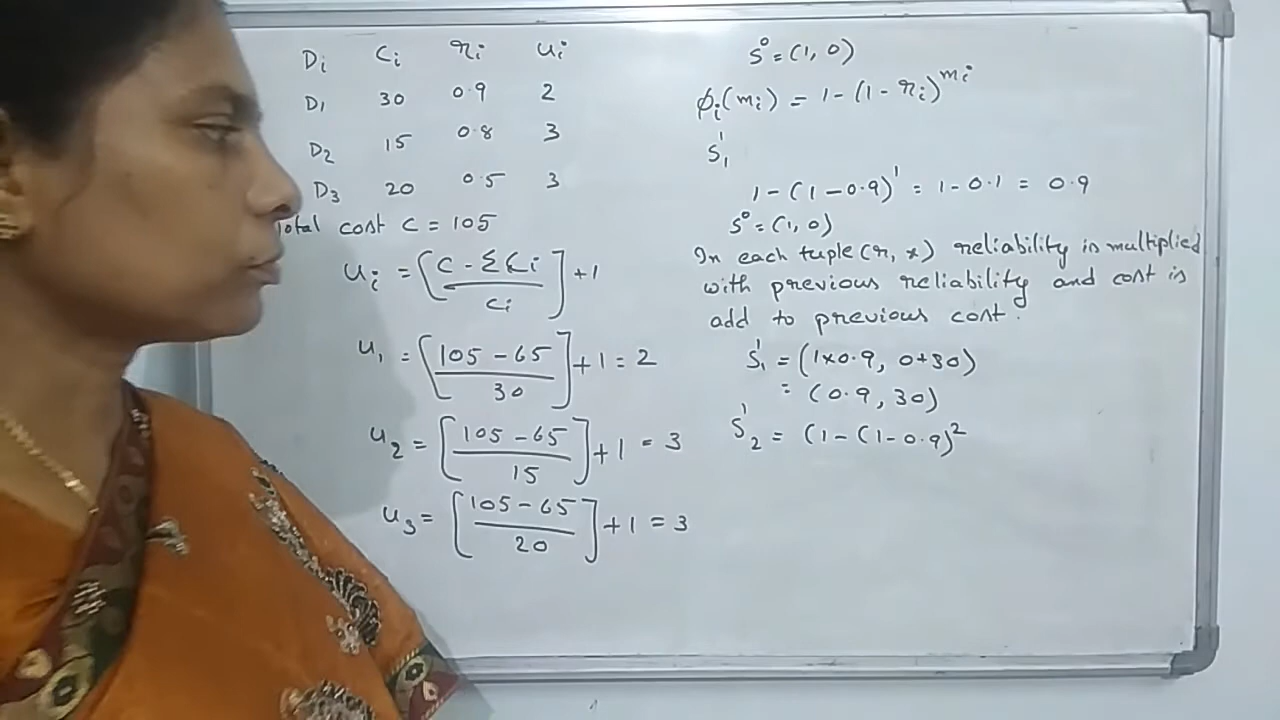 Di Ci ri ui
D1 30 0.9 2
D2 15 0.8 3
D3 20 0.5 3
Total cost C = 105
ui = [C - ΣCi / Ci] + 1
u1 = [105 - 65 / 30] + 1 = 2
u2 = [105 - 65 / 15] + 1 = 3
u3 = [105 - 65 / 20] + 1 = 3
S⁰ = (1, 0)
ϕi(mi) = 1 - (1 - ri)^mi
S¹₁
1 - (1 - 0.9)¹ = 1 - 0.1 = 0.9
S⁰ = (1, 0)
In each tuple (r, x) reliability is multiplied
with previous reliability and cost is
add to previous cost.
S¹₁ = (1×0.9, 0+30)
= (0.9, 30)
S¹₂ = (1 - (1 - 0.9)²